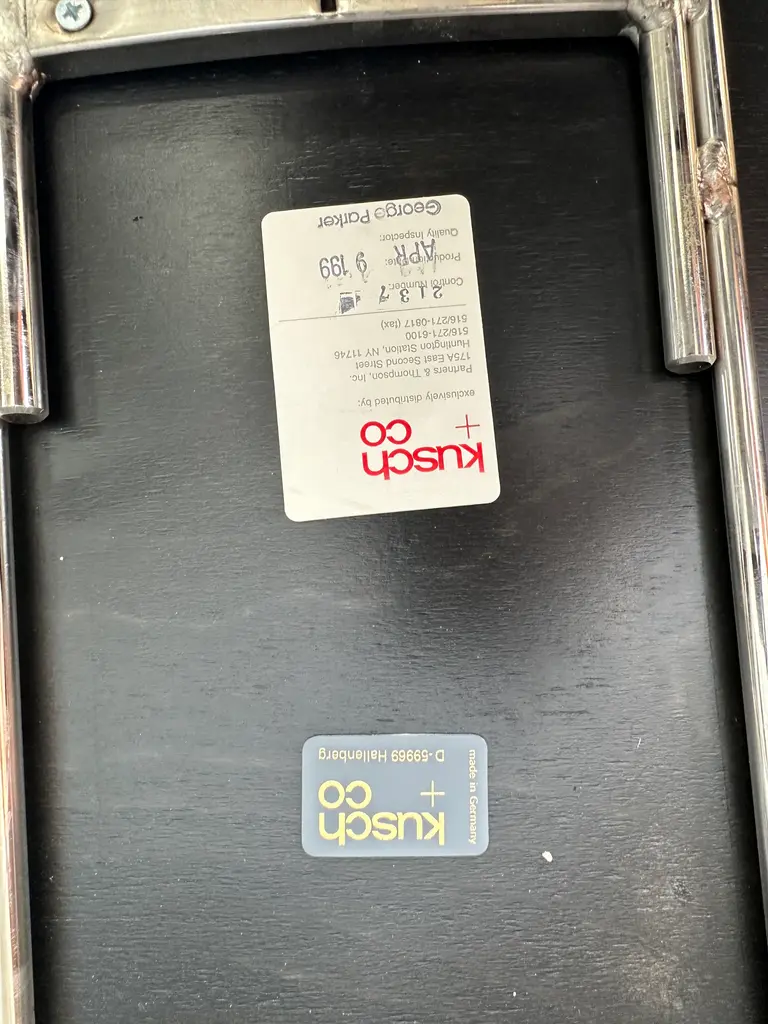 kusch
+CO
exclusively distributed by:
Partners & Thompson, Inc.
175A East Second Street
Huntington Station, NY 11746
516/271-6100
516/271-0817 (fax)
Control Number: 2137
Production Date: APR 9 199
Quality Inspector:
George Parker
kusch
+CO
D-59969 Hallenberg
made in Germany